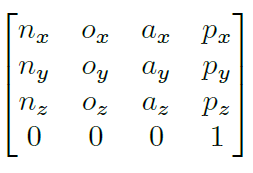 n_x o_x a_x p_x
n_y o_y a_y p_y
n_z o_z a_z p_z
0 0 0 1